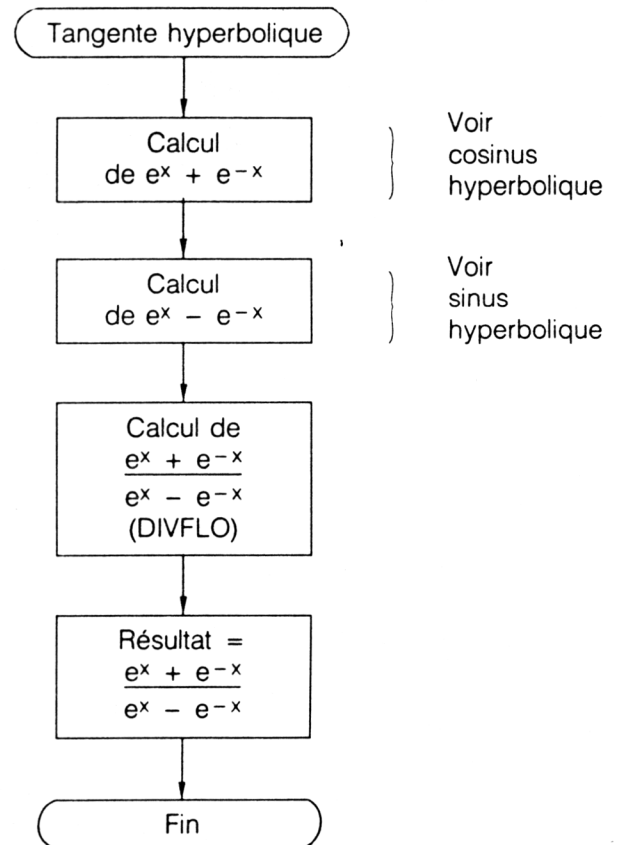 Tangente hyperbolique
Calcul
de eˣ + e⁻ˣ
Voir
cosinus
hyperbolique
Calcul
de eˣ − e⁻ˣ
Voir
sinus
hyperbolique
Calcul de
eˣ + e⁻ˣ
eˣ − e⁻ˣ
(DIVFLO)
Résultat =
eˣ + e⁻ˣ
eˣ − e⁻ˣ
Fin